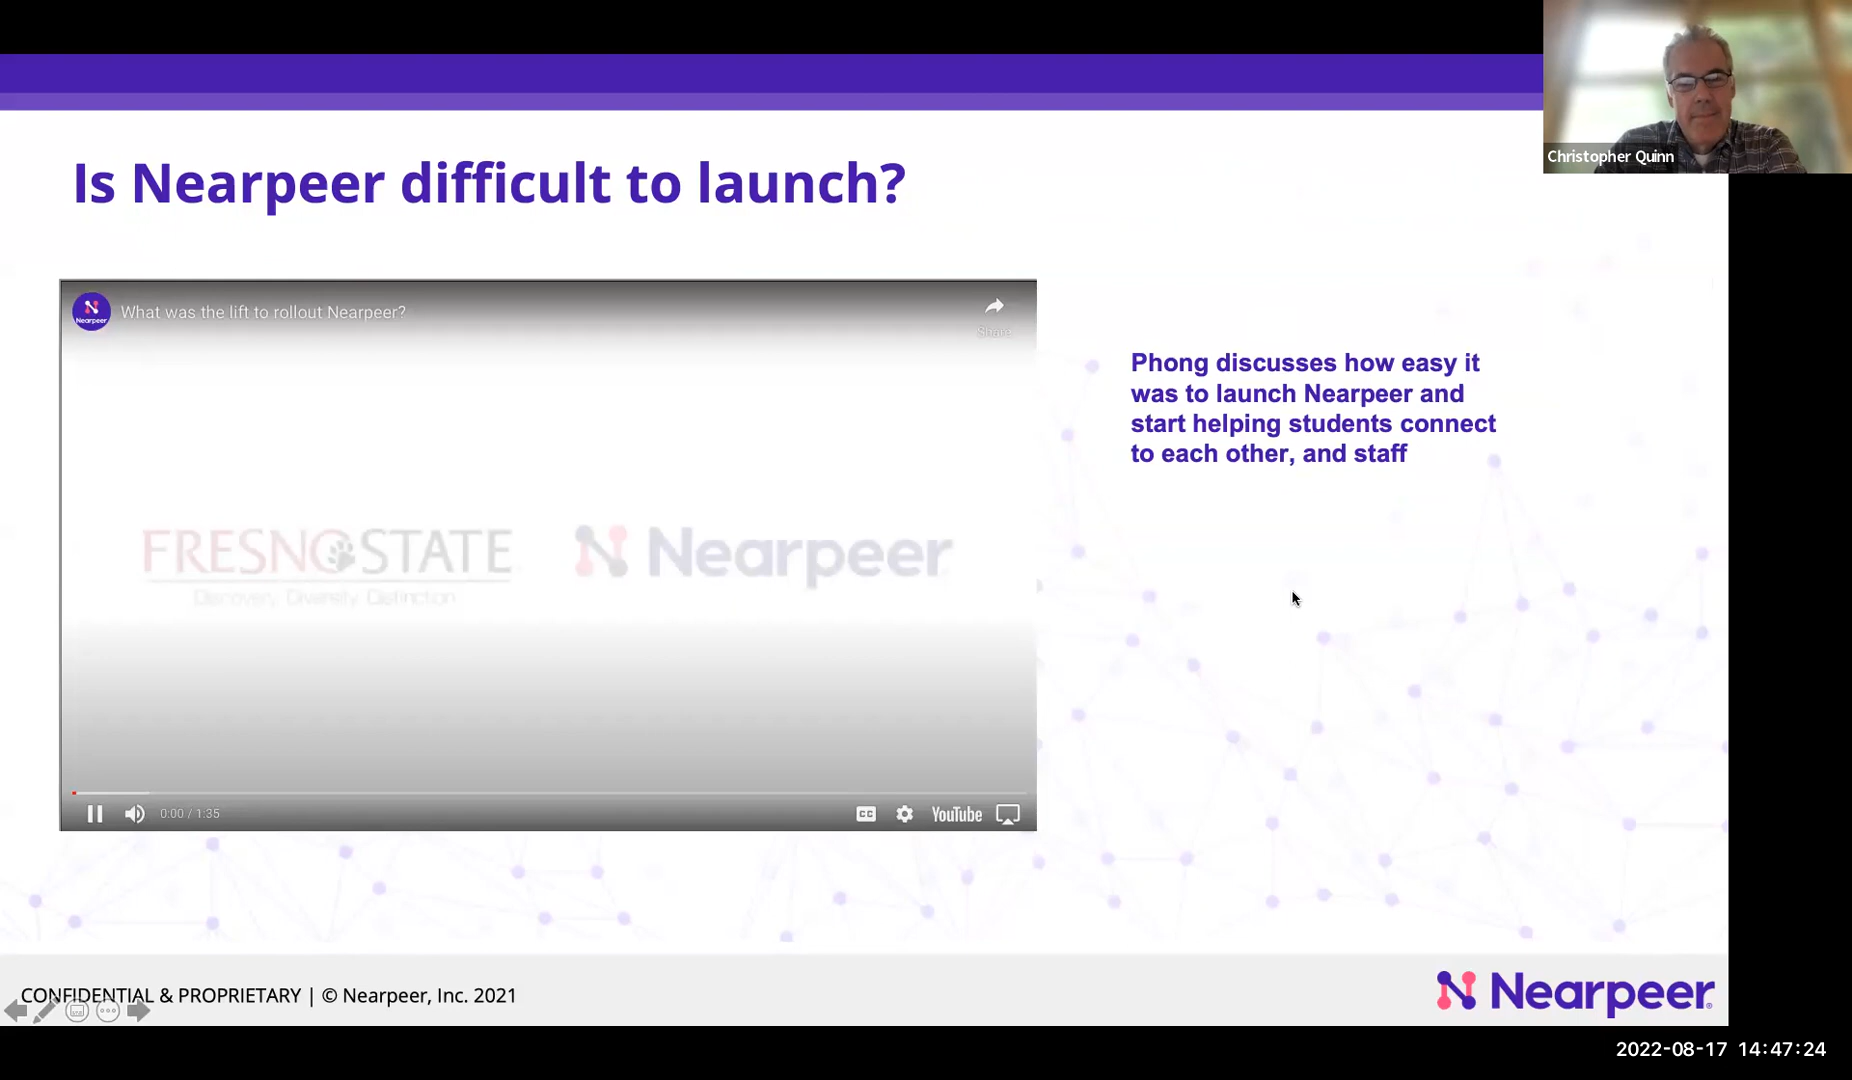 Christopher Quinn
Is Nearpeer difficult to launch?
Nearpeer
What was the lift to rollout Nearpeer?
Share
Phong discusses how easy it
was to launch Nearpeer and
start helping students connect
to each other, and staff
FRESNO STATE
Discovery. Diversity. Distinction.
Nearpeer
0:00 / 1:35
CC
YouTube
CONFIDENTIAL & PROPRIETARY | © Nearpeer, Inc. 2021
Nearpeer®
2022-08-17 14:47:24